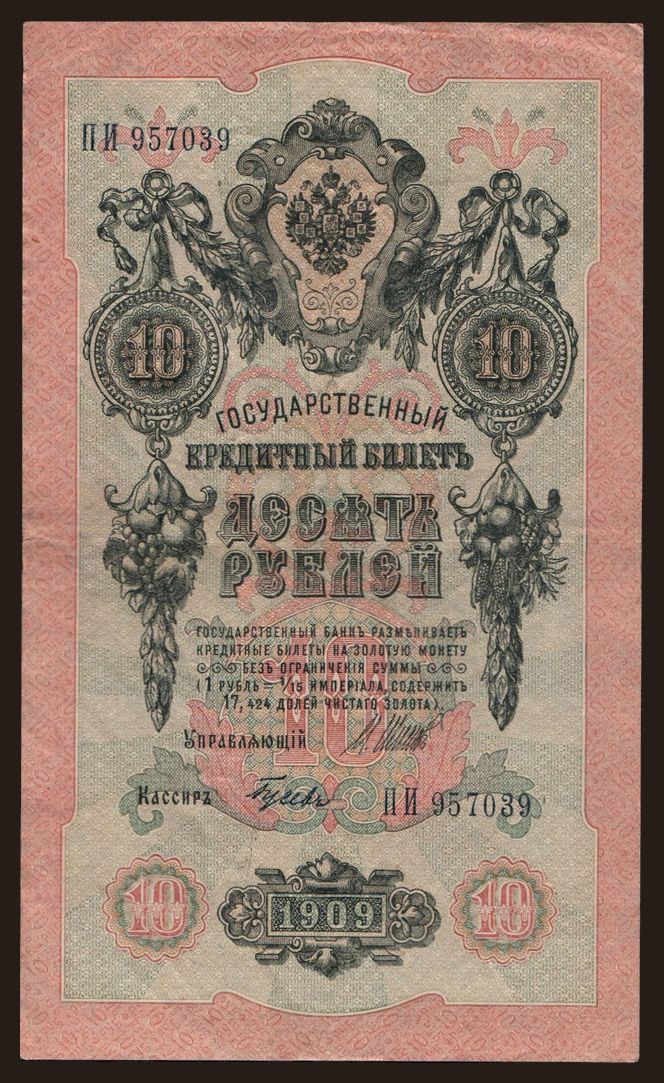 ПИ 957039
10 10
ГОСУДАРСТВЕННЫЙ
КРЕДИТНЫЙ БИЛЕТЪ
ДЕСЯТЬ
РУБЛЕЙ
ГОСУДАРСТВЕННЫЙ БАНКЪ РАЗМѢНИВАЕТЪ
КРЕДИТНЫЕ БИЛЕТЫ НА ЗОЛОТУЮ МОНЕТУ
БЕЗЪ ОГРАНИЧЕНІЯ СУММЫ
(1 РУБЛЬ = 1/15 ИМПЕРІАЛА, СОДЕРЖИТЪ
17,424 ДОЛЕЙ ЧИСТАГО ЗОЛОТА).
10
Управляющій
Кассиръ Гусевъ ПИ 957039
10 1909 10